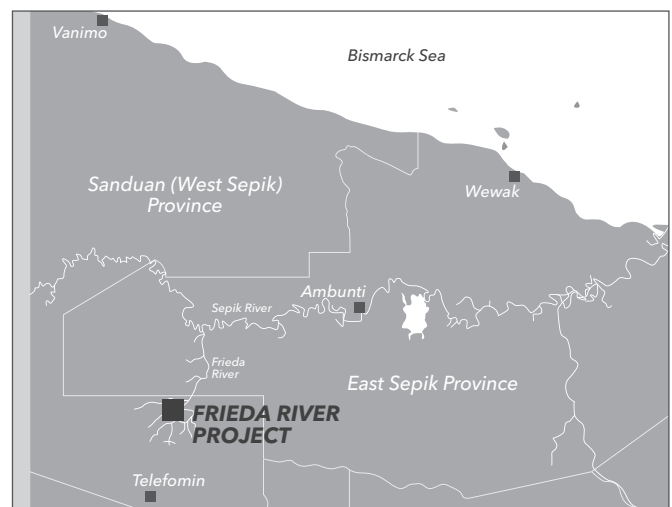 Vanimo
Bismarck Sea
Sanduan (West Sepik)
Province
Wewak
Ambunti
Sepik River
Frieda
River
East Sepik Province
FRIEDA RIVER
PROJECT
Telefomin